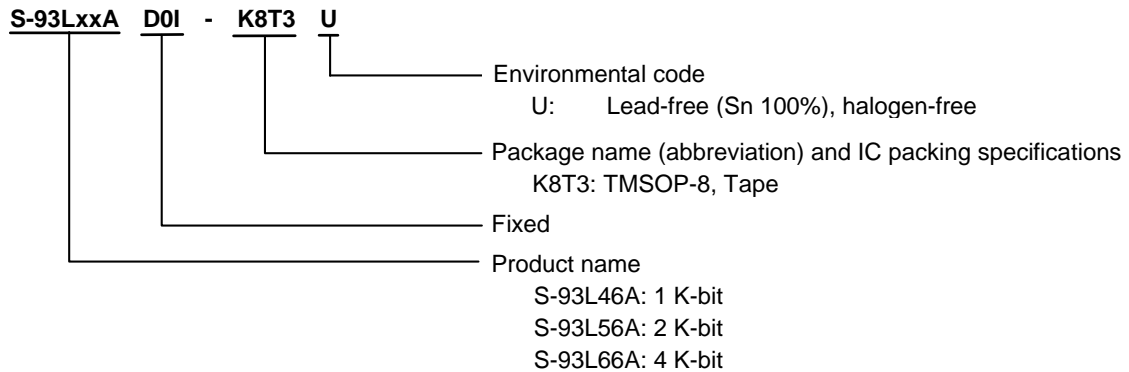 S-93LxxA D0I - K8T3 U
Environmental code
U: Lead-free (Sn 100%), halogen-free
Package name (abbreviation) and IC packing specifications
K8T3: TMSOP-8, Tape
Fixed
Product name
S-93L46A: 1 K-bit
S-93L56A: 2 K-bit
S-93L66A: 4 K-bit